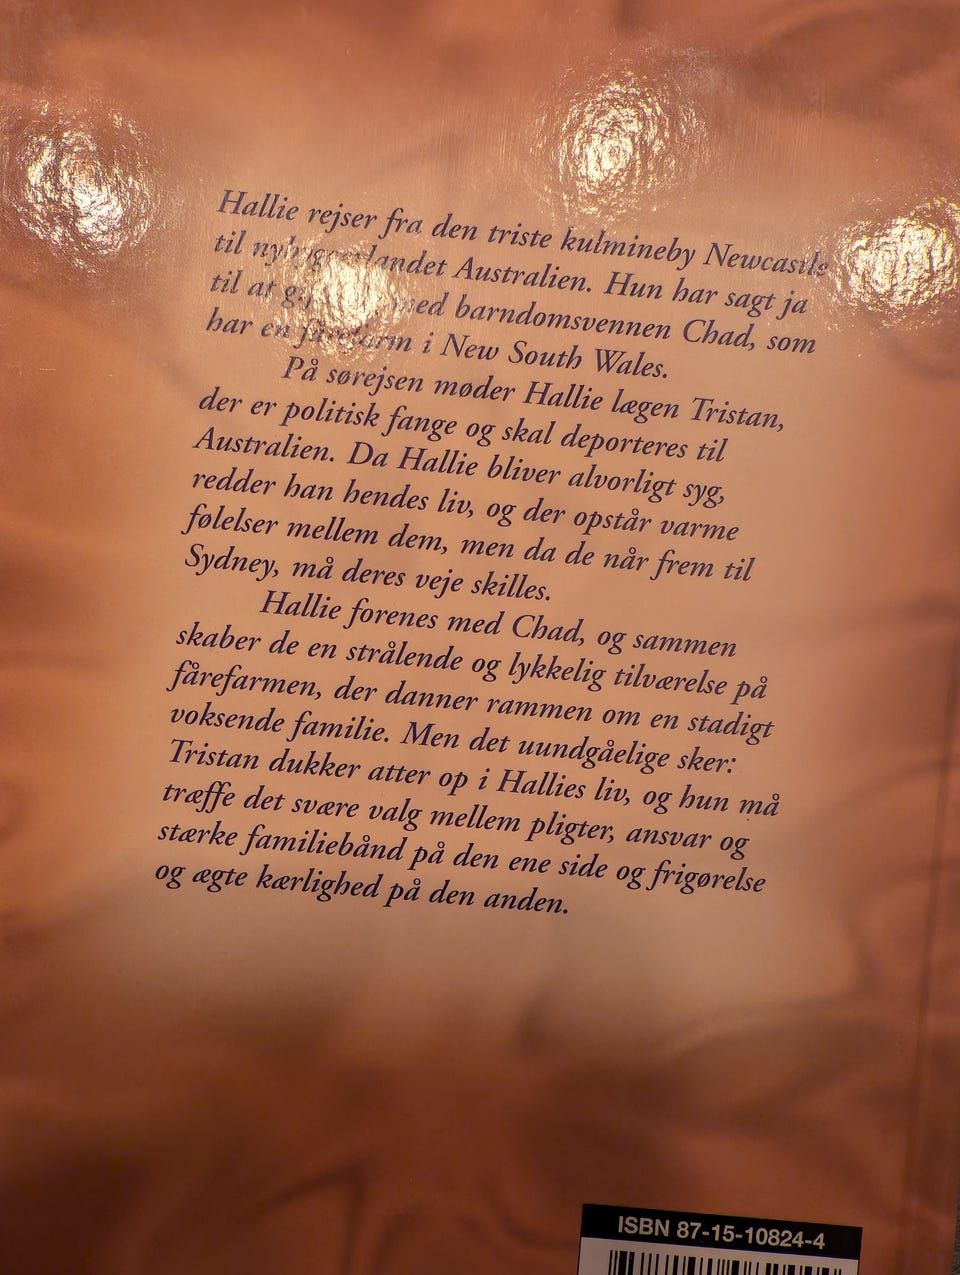 Hallie rejser fra den triste kulmineby Newcastle
til nybyggerlandet Australien. Hun har sagt ja
til at med barndomsvennen Chad, som
har en fårefarm i New South Wales.
På sørejsen møder Hallie lægen Tristan,
der er politisk fange og skal deporteres til
Australien. Da Hallie bliver alvorligt syg,
redder han hendes liv, og der opstår varme
følelser mellem dem, men da de når frem til
Sydney, må deres veje skilles.
Hallie forenes med Chad, og sammen
skaber de en strålende og lykkelig tilværelse på
fårefarmen, der danner rammen om en stadigt
voksende familie. Men det uundgåelige sker:
Tristan dukker atter op i Hallies liv, og hun må
træffe det svære valg mellem pligter, ansvar og
stærke familiebånd på den ene side og frigørelse
og ægte kærlighed på den anden.
ISBN 87-15-10824-4